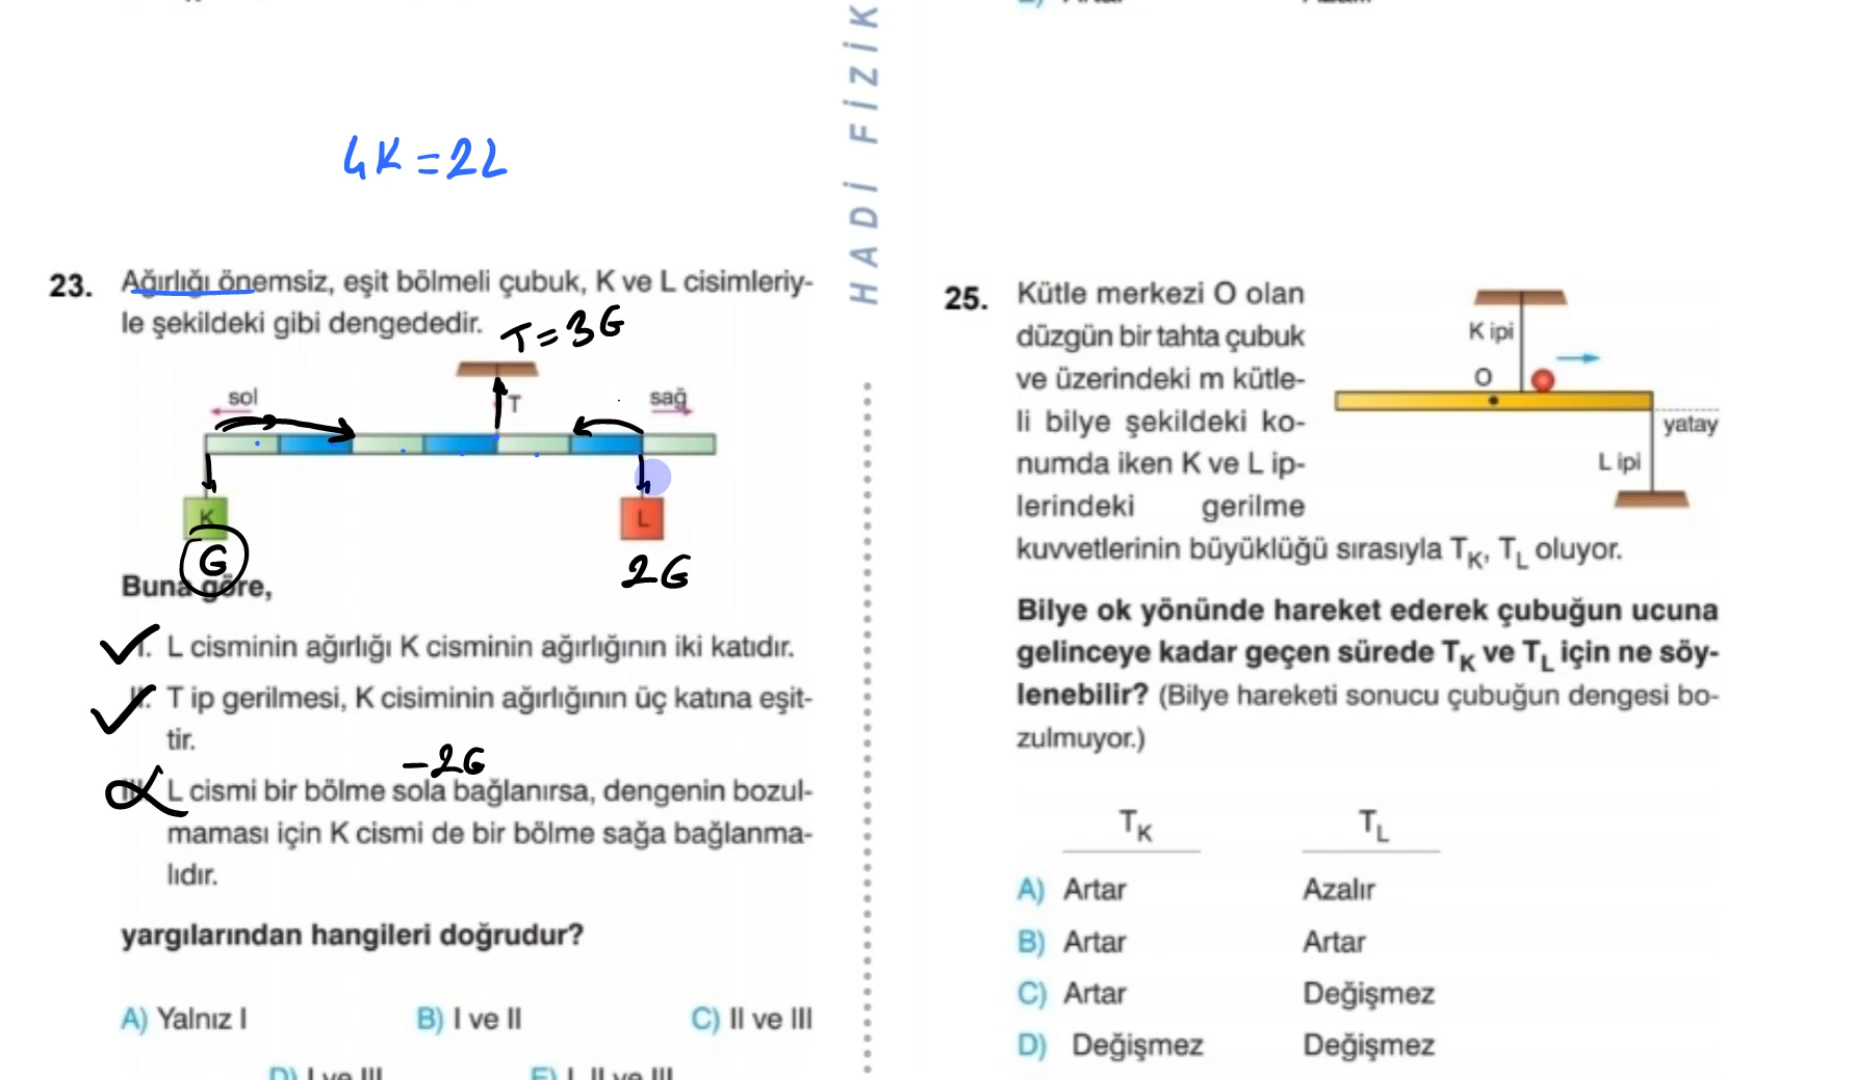 HADİ FİZİK
4K = 2L
23. Ağırlığı önemsiz, eşit bölmeli çubuk, K ve L cisimleriy-
le şekildeki gibi dengededir.
T = 3G
sol
T
sağ
K
L
G
2G
Buna göre,
I. L cisminin ağırlığı K cisminin ağırlığının iki katıdır.
II. T ip gerilmesi, K cisiminin ağırlığının üç katına eşit-
tir.
-2G
L cismi bir bölme sola bağlanırsa, dengenin bozul-
maması için K cismi de bir bölme sağa bağlanma-
lıdır.
yargılarından hangileri doğrudur?
A) Yalnız I
B) I ve II
C) II ve III
D) I ve III
E) I, II ve III
25. Kütle merkezi O olan
düzgün bir tahta çubuk
ve üzerindeki m kütle-
li bilye şekildeki ko-
numda iken K ve L ip-
lerindeki gerilme
kuvvetlerinin büyüklüğü sırasıyla TK, TL oluyor.
K ipi
O
yatay
L ipi
Bilye ok yönünde hareket ederek çubuğun ucuna
gelinceye kadar geçen sürede TK ve TL için ne söy-
lenebilir? (Bilye hareketi sonucu çubuğun dengesi bo-
zulmuyor.)
TK TL
A) Artar Azalır
B) Artar Artar
C) Artar Değişmez
D) Değişmez Değişmez